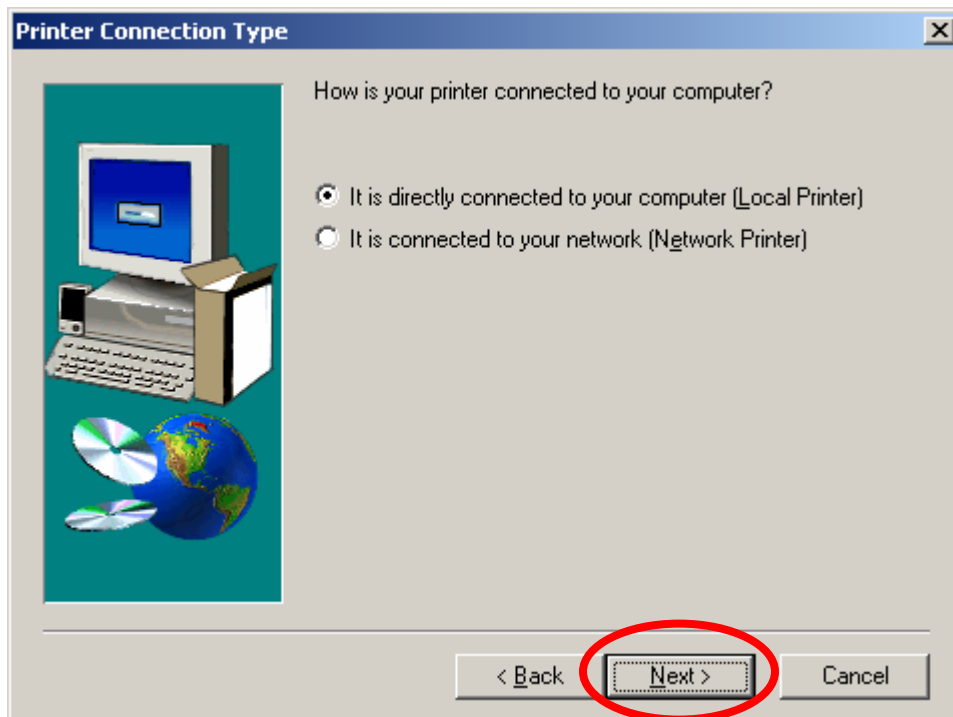 Printer Connection Type
How is your printer connected to your computer?
It is directly connected to your computer (Local Printer)
It is connected to your network (Network Printer)
< Back
Next >
Cancel